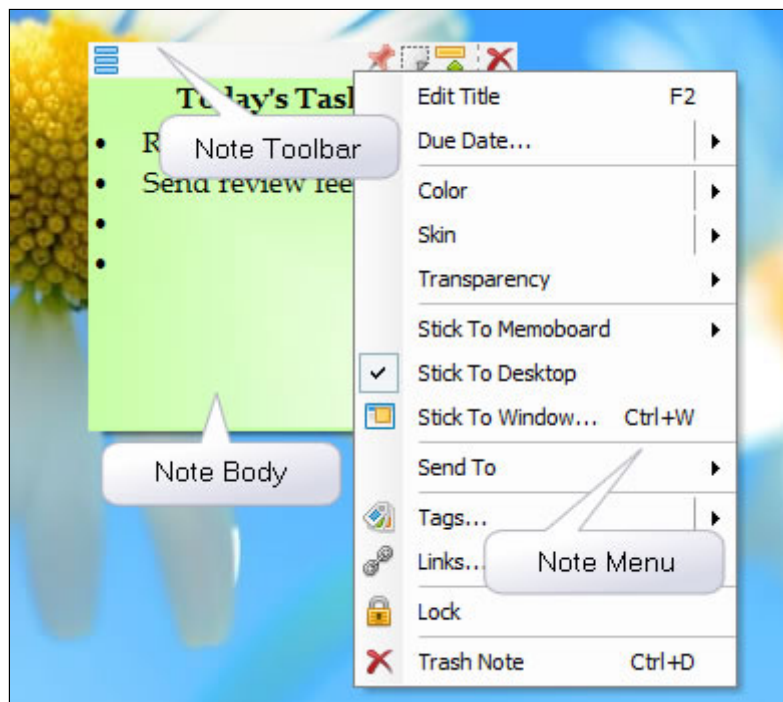 Today's Tas
Note Toolbar
R
Send review fee
Note Body
Edit Title F2
Due Date...
Color
Skin
Transparency
Stick To Memoboard
Stick To Desktop
Stick To Window... Ctrl+W
Send To
Tags...
Links...
Note Menu
Lock
Trash Note Ctrl+D